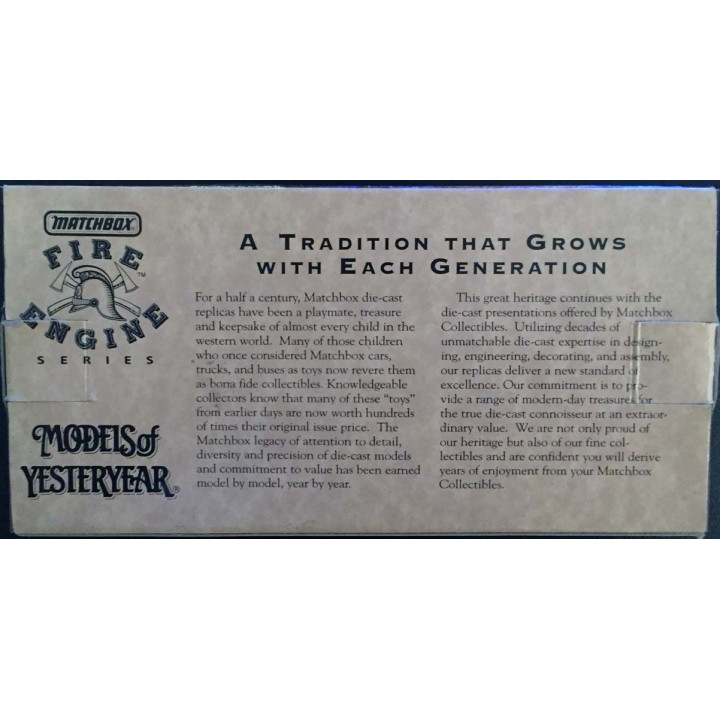 MATCHBOX
FIRE
ENGINE
™
SERIES
MODELS of
YESTERYEAR®
A TRADITION THAT GROWS
WITH EACH GENERATION
For a half a century, Matchbox die-cast
replicas have been a playmate, treasure
and keepsake of almost every child in the
western world. Many of those children
who once considered Matchbox cars,
trucks, and buses as toys now revere them
as bona fide collectibles. Knowledgeable
collectors know that many of these “toys”
from earlier days are now worth hundreds
of times their original issue price. The
Matchbox legacy of attention to detail,
diversity and precision of die-cast models
and commitment to value has been earned
model by model, year by year.
This great heritage continues with the
die-cast presentations offered by Matchbox
Collectibles. Utilizing decades of
unmatchable die-cast expertise in design-
ing, engineering, decorating, and assembly,
our replicas deliver a new standard of
excellence. Our commitment is to pro-
vide a range of modern-day treasures for
the true die-cast connoisseur at an extraor-
dinary value. We are not only proud of
our heritage but also of our fine col-
lectibles and are confident you will derive
years of enjoyment from your Matchbox
Collectibles.